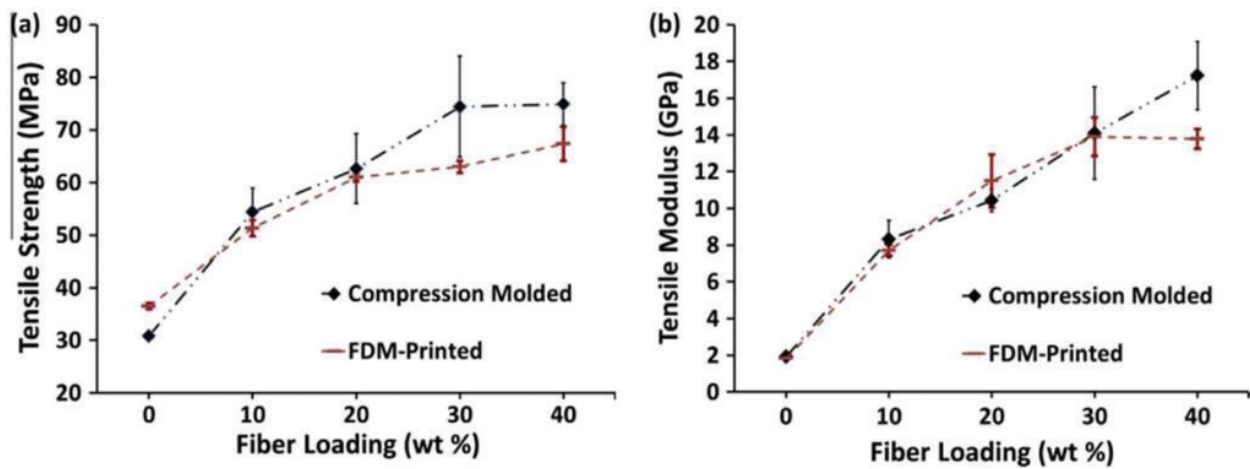 (a)
Tensile Strength (MPa)
90
80
70
60
50
40
30
20
0 10 20 30 40
Fiber Loading (wt %)
Compression Molded
FDM-Printed
(b)
Tensile Modulus (GPa)
20
18
16
14
12
10
8
6
4
2
0
0 10 20 30 40
Fiber Loading (wt %)
Compression Molded
FDM-Printed